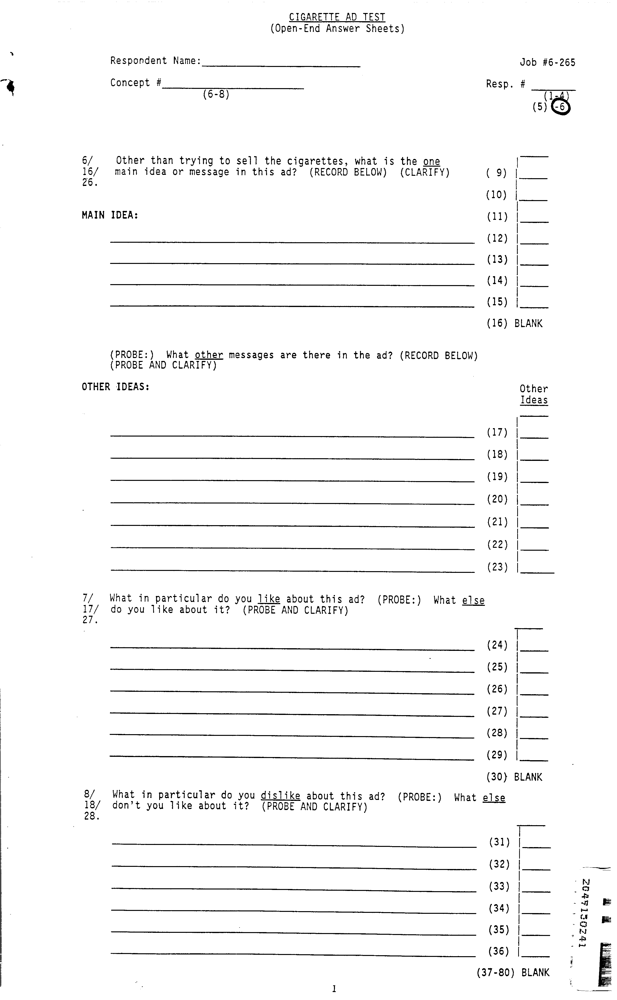 CIGARETTE AD TEST
(Open-End Answer Sheets)
Respondent Name:
Job #6-265
Concept #
Resp. #
(6-8)
(1-4)
(5) -6
6/ Other than trying to sell the cigarettes, what is the one
16/ main idea or message in this ad? (RECORD BELOW) (CLARIFY)
26.
( 9)
(10)
MAIN IDEA:
(11)
(12)
(13)
(14)
(15)
(16) BLANK
(PROBE:) What other messages are there in the ad? (RECORD BELOW)
(PROBE AND CLARIFY)
OTHER IDEAS:
Other
Ideas
(17)
(18)
(19)
(20)
(21)
(22)
(23)
7/ What in particular do you like about this ad? (PROBE:) What else
17/ do you like about it? (PROBE AND CLARIFY)
27.
(24)
(25)
(26)
(27)
(28)
(29)
(30) BLANK
8/ What in particular do you dislike about this ad? (PROBE:) What else
18/ don't you like about it? (PROBE AND CLARIFY)
28.
(31)
(32)
(33)
(34)
(35)
(36)
(37-80) BLANK
1
2044130241